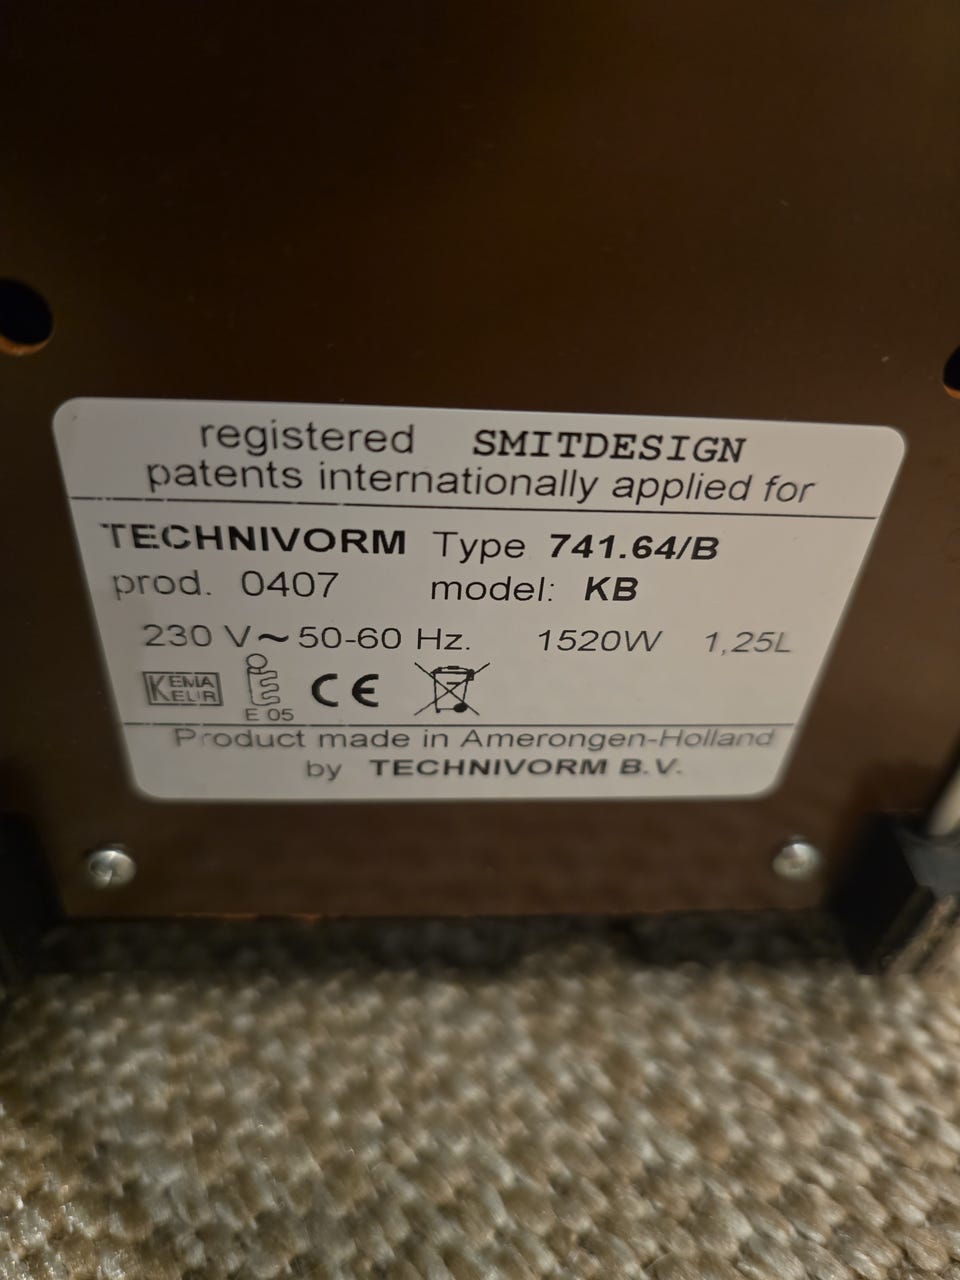 registered SMITDESIGN
patents internationally applied for
TECHNIVORM Type 741.64/B
prod. 0407 model: KB
230 V~50-60 Hz. 1520W 1,25L
KEMA
KEUR
E 05
CE
Product made in Amerongen-Holland
by TECHNIVORM B.V.